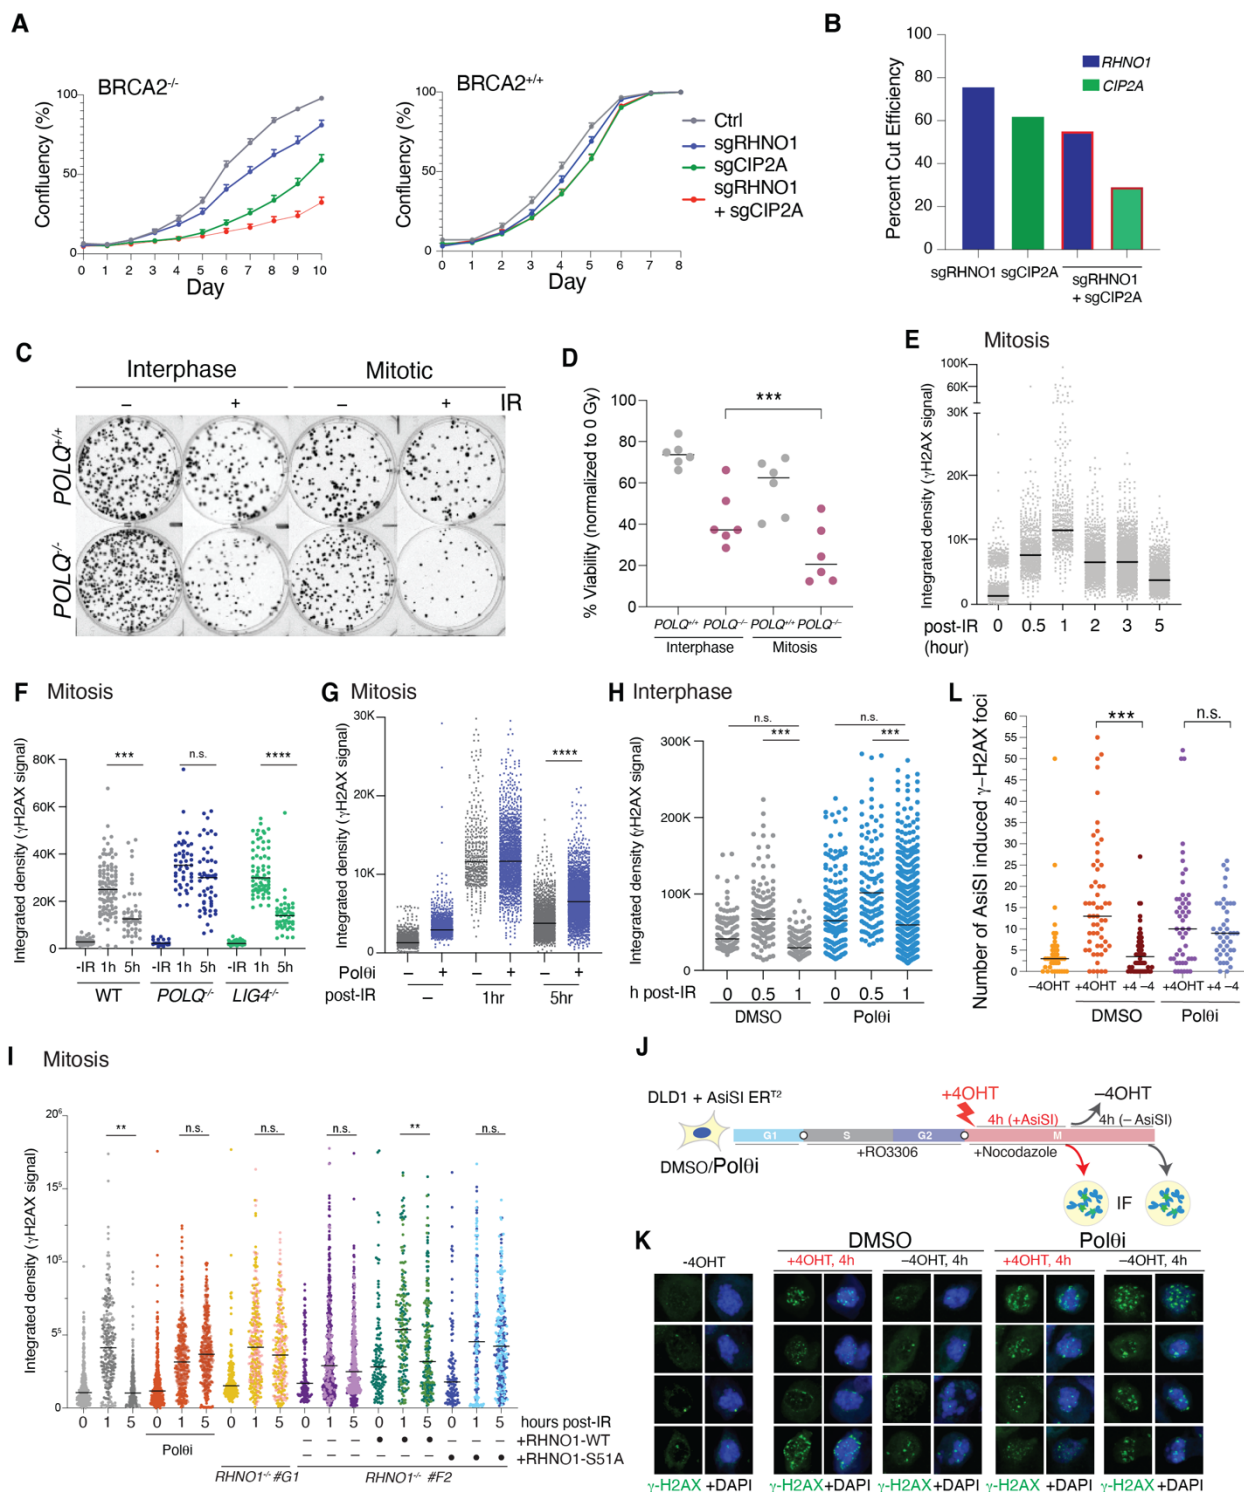 A
BRCA2-/-
BRCA2+/+
Confluency (%)
100
50
0
0 1 2 3 4 5 6 7 8 9 10
Day
Confluency (%)
100
50
0
0 1 2 3 4 5 6 7 8
Day
Ctrl
sgRHNO1
sgCIP2A
sgRHNO1
+ sgCIP2A
B
Percent Cut Efficiency
100
80
60
40
20
0
RHNO1
CIP2A
sgRHNO1 sgCIP2A sgRHNO1
+ sgCIP2A
C
Interphase Mitotic
– + – + IR
POLQ+/+
POLQ-/-
D
% Viability (normalized to 0 Gy)
100
80
60
40
20
0
***
POLQ+/+ POLQ–/– POLQ+/+ POLQ–/–
Interphase Mitosis
E Mitosis
Integrated density (γH2AX signal)
100K
60K
30K
20K
10K
0
0 0.5 1 2 3 5
post-IR
(hour)
F Mitosis
Integrated density (γH2AX signal)
80K
60K
40K
20K
0
*** n.s. ****
-IR 1h 5h -IR 1h 5h -IR 1h 5h
WT POLQ-/- LIG4-/-
G Mitosis
Integrated density (γH2AX signal)
30K
20K
10K
0
****
Polθi – + – + – +
post-IR – 1hr 5hr
H Interphase
Integrated density (γH2AX signal)
300K
200K
100K
0
n.s. n.s.
*** ***
h post-IR 0 0.5 1 0 0.5 1
DMSO Polθi
L
Number of AsiSI induced γ–H2AX foci
60
55
50
45
40
35
30
25
20
15
10
5
0
*** n.s.
–4OHT +4OHT +4 –4 +4OHT +4 –4
DMSO Polθi
I Mitosis
Integrated density (γH2AX signal)
20⁶
10⁶
10⁵
5⁵
0
** n.s. n.s. n.s. ** n.s.
0 1 5 0 1 5 0 1 5 0 1 5 0 1 5 0 1 5 hours post-IR
– – – • • • – – – +RHNO1-WT
– – – – – – • • • +RHNO1-S51A
Polθi
RHNO1-/- #G1 RHNO1-/- #F2
J
DLD1 + AsiSI ERT2
DMSO/Polθi
+4OHT –4OHT
4h (+AsiSI) 4h (– AsiSI)
G1 S G2 M
+RO3306 +Nocodazole
IF
K
DMSO Polθi
-4OHT +4OHT, 4h –4OHT, 4h +4OHT, 4h –4OHT, 4h
γ-H2AX +DAPI γ-H2AX +DAPI γ-H2AX +DAPI γ-H2AX +DAPI γ-H2AX +DAPI